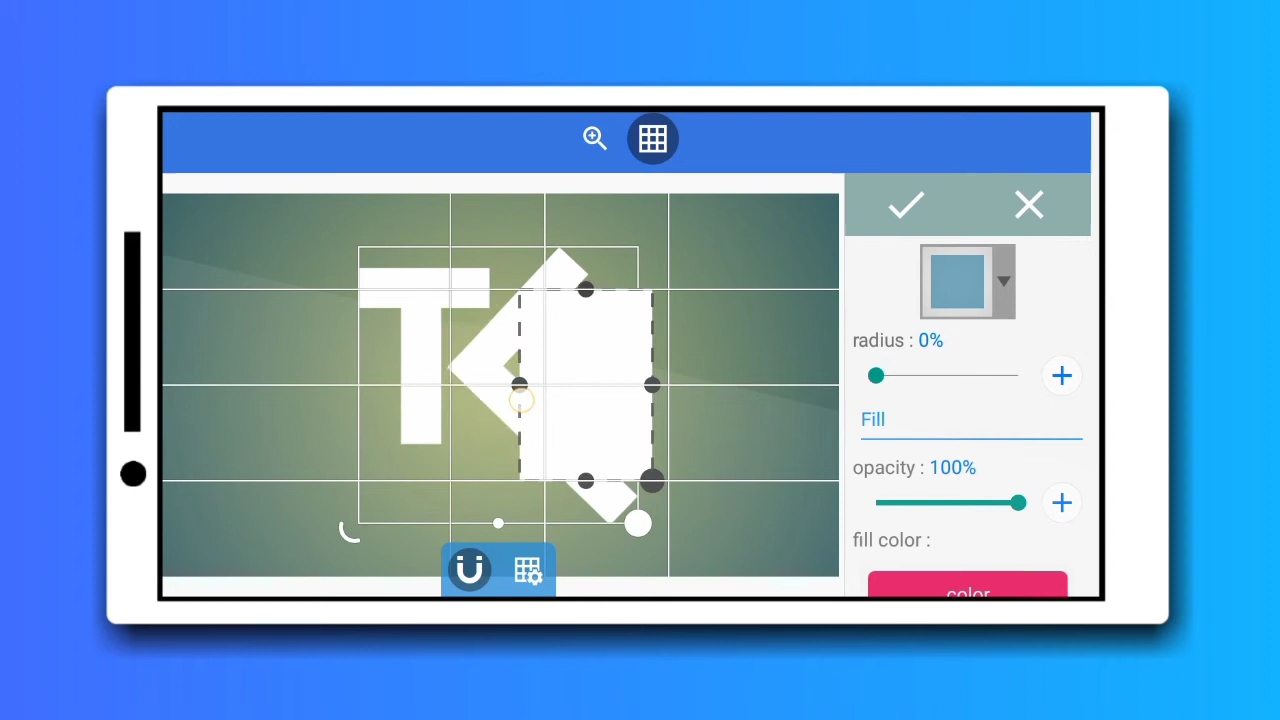 T
radius : 0%
Fill
opacity : 100%
fill color :
color